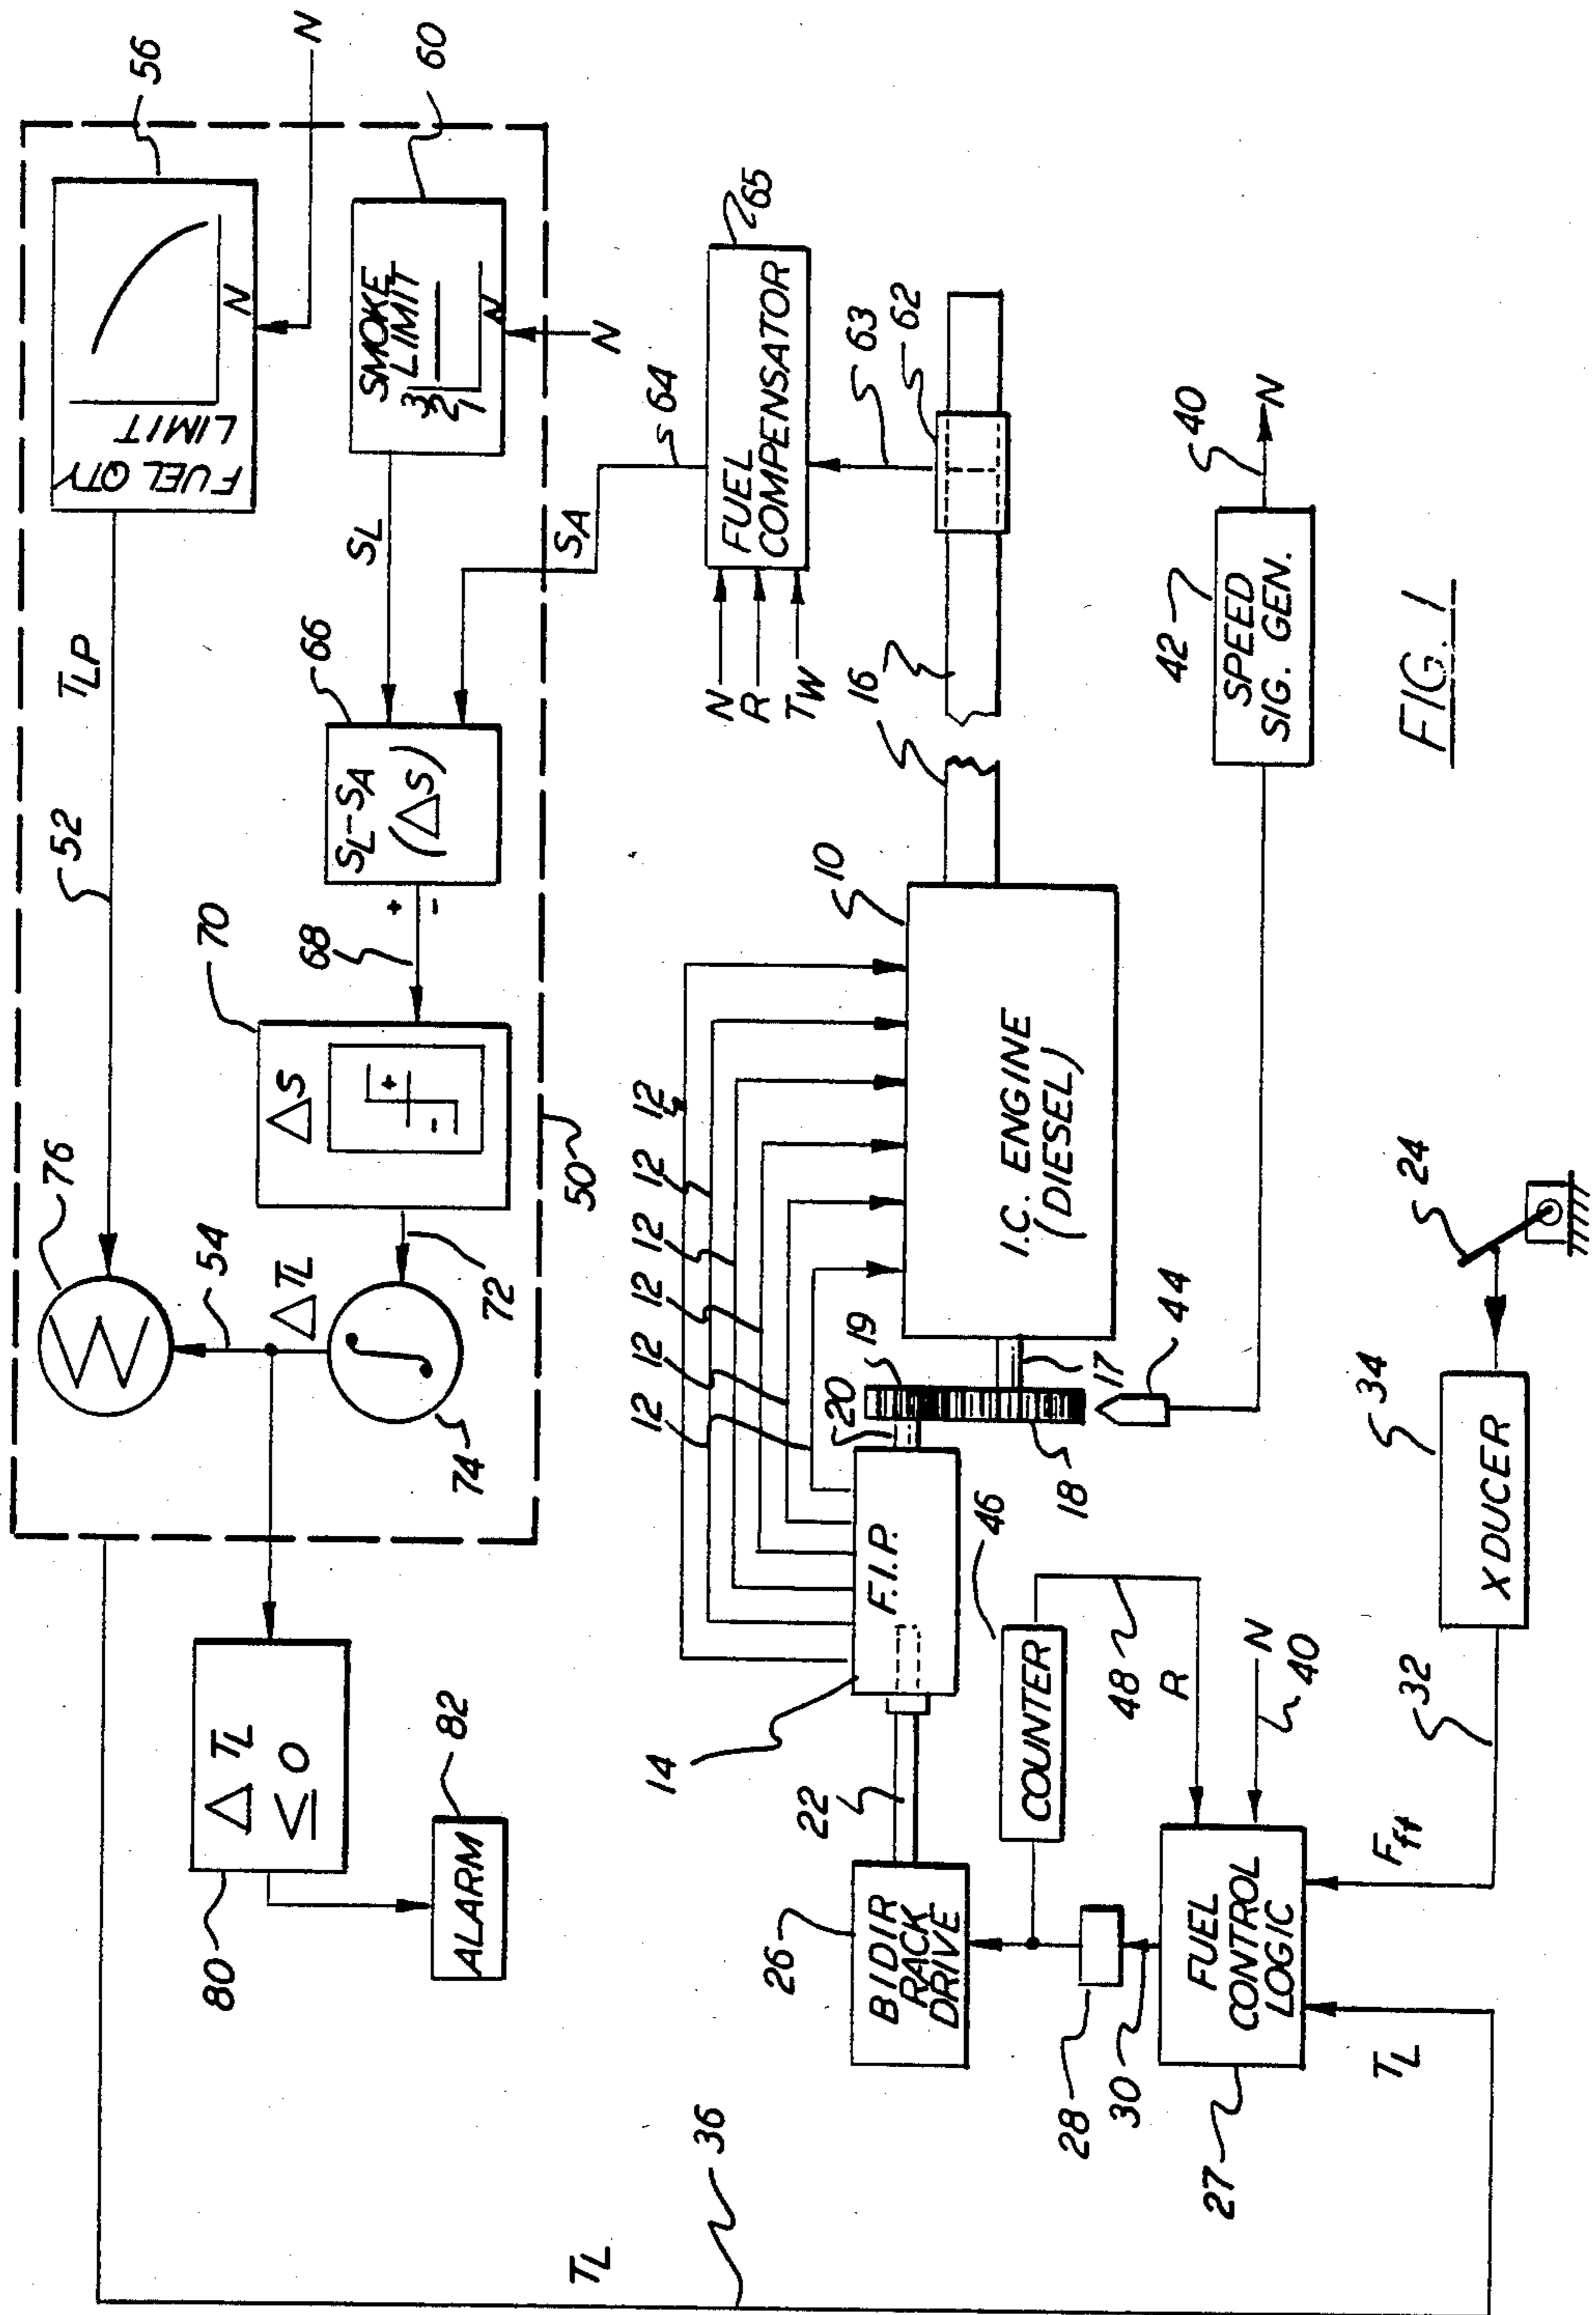 56
N
60
FUEL QTY
LIMIT
N
SMOKE
LIMIT
3
2
1
N
N
TLP
52
SL
SA
66
SL-SA
(ΔS)
+
-
68
70
ΔS
+
-
72
74
∫
ΔTL
54
76
Σ
50
64
65
FUEL
COMPENSATOR
N
R
TW
63
62
16
10
I.C. ENGINE
(DIESEL)
12
12
12
12
12
12
17
18
19
20
44
42
SPEED
SIG. GEN.
40
N
F.I.P.
14
22
26
BIDIR
RACK
DRIVE
46
COUNTER
48
R
N
40
28
30
27
FUEL
CONTROL
LOGIC
TL
Fft
32
34
XDUCER
24
80
ΔTL
≤0
82
ALARM
TL
36
FIG. 1